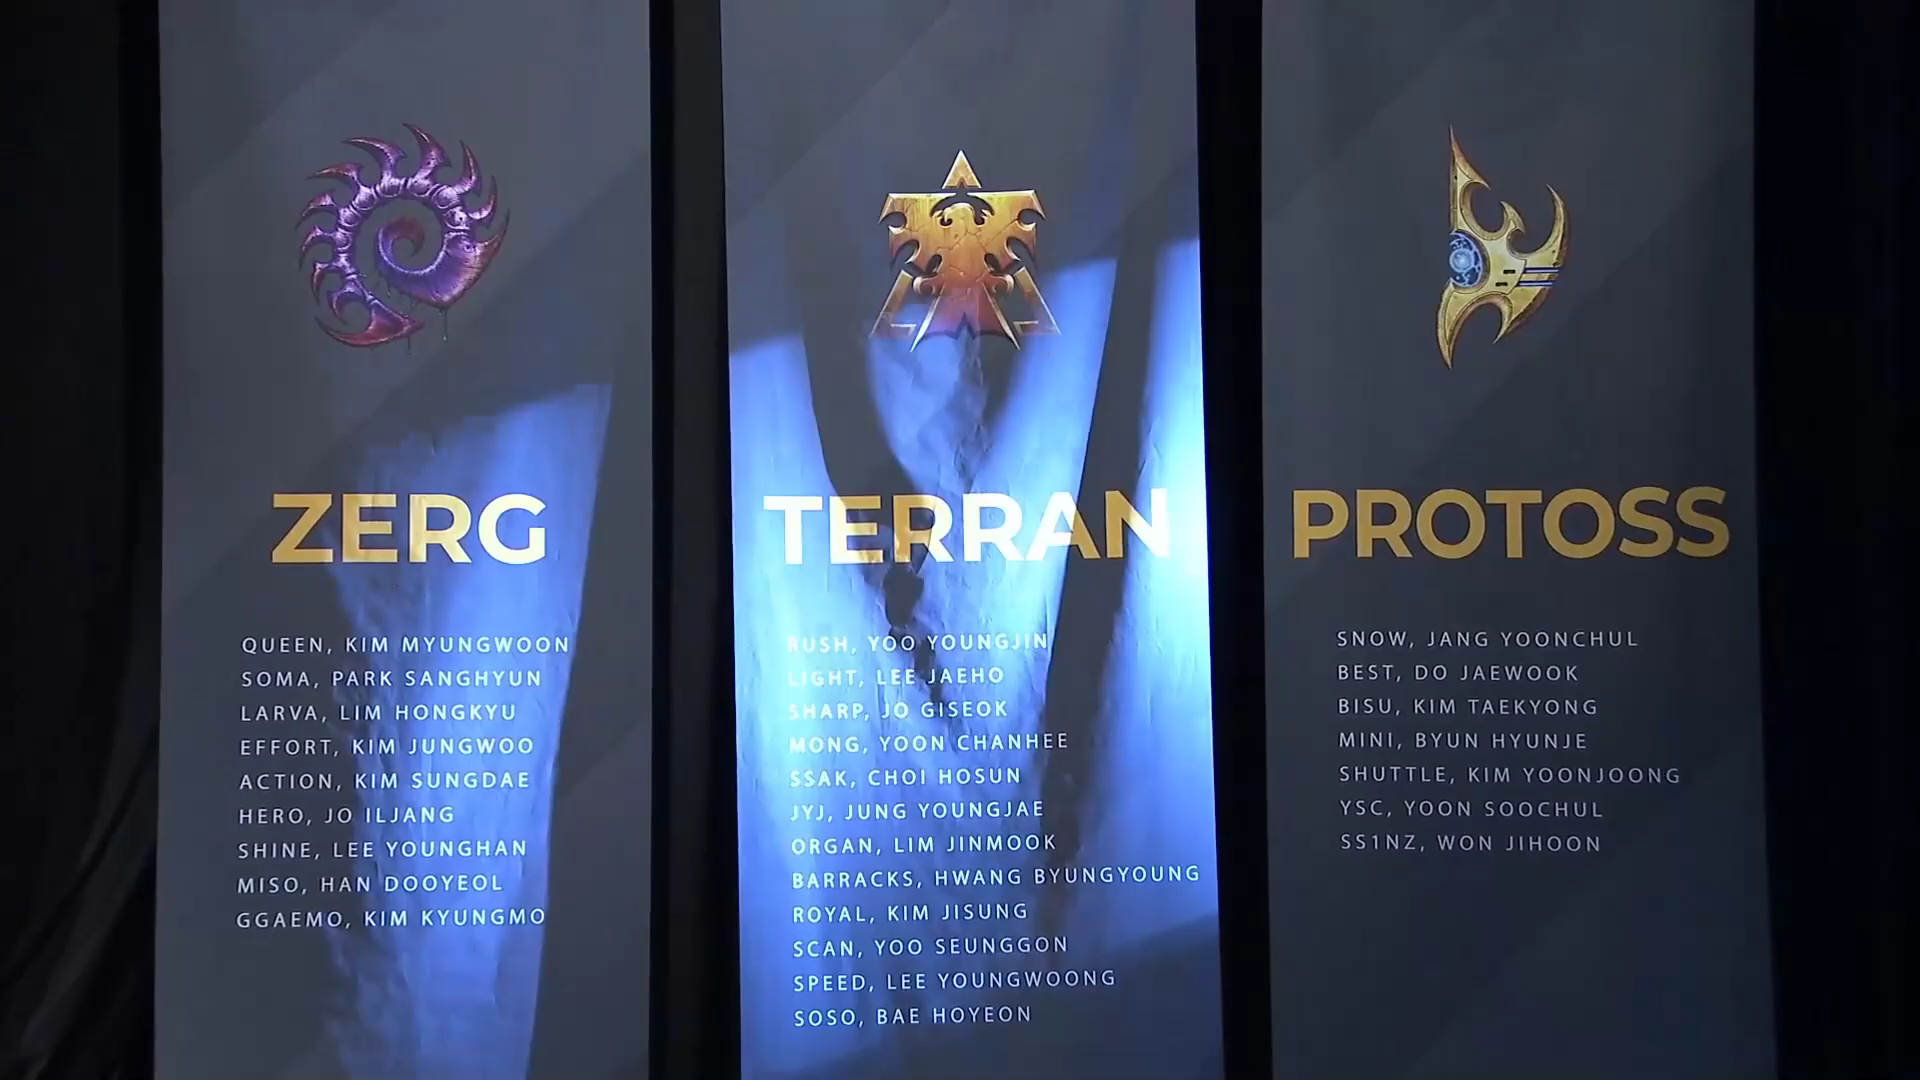 ZERG
QUEEN, KIM MYUNGWOON
SOMA, PARK SANGHYUN
LARVA, LIM HONGKYU
EFFORT, KIM JUNGWOO
ACTION, KIM SUNGDAE
HERO, JO ILJANG
SHINE, LEE YOUNGHAN
MISO, HAN DOOYEOL
GGAEMO, KIM KYUNGMO
TERRAN
RUSH, YOO YOUNGJIN
LIGHT, LEE JAEHO
SHARP, JO GISEOK
MONG, YOON CHANHEE
SSAK, CHOI HOSUN
JYJ, JUNG YOUNGJAE
ORGAN, LIM JINMOOK
BARRACKS, HWANG BYUNGYOUNG
ROYAL, KIM JISUNG
SCAN, YOO SEUNGGON
SPEED, LEE YOUNGWOONG
SOSO, BAE HOYEON
PROTOSS
SNOW, JANG YOONCHUL
BEST, DO JAEWOOK
BISU, KIM TAEKYONG
MINI, BYUN HYUNJE
SHUTTLE, KIM YOONJOONG
YSC, YOON SOOCHUL
SS1NZ, WON JIHOON